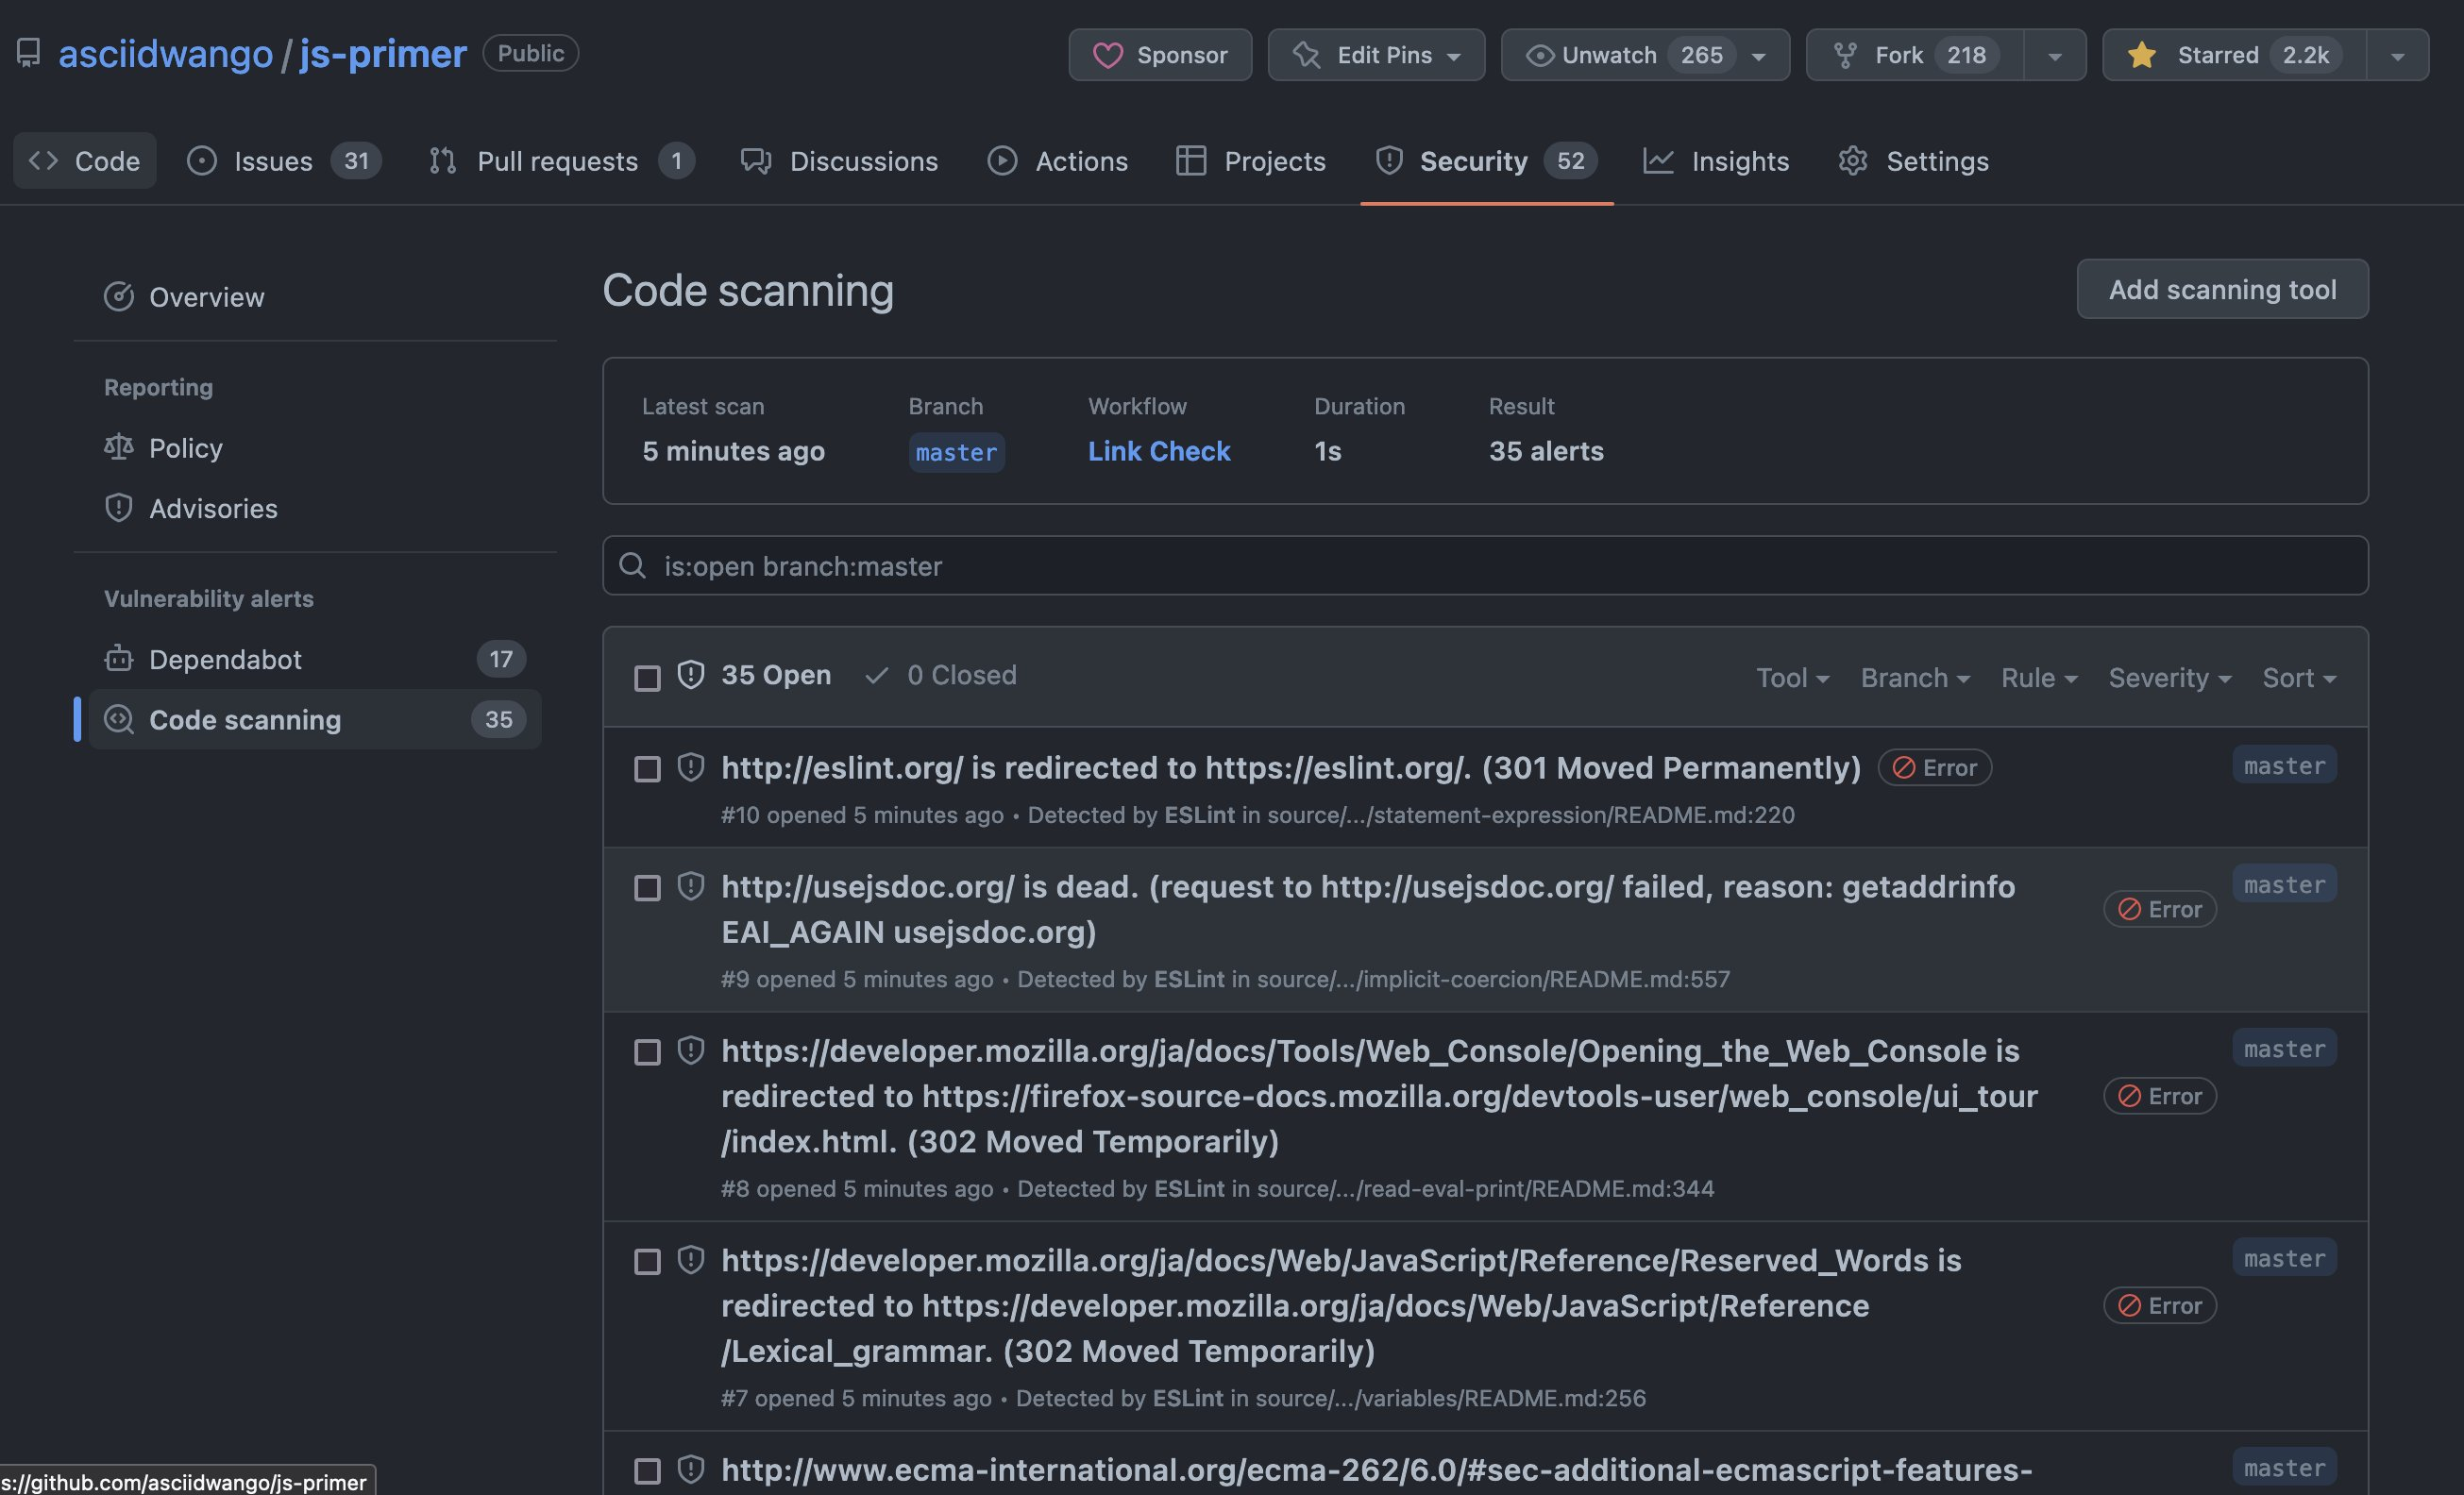 asciidwango / js-primer Public
Sponsor Edit Pins Unwatch 265 Fork 218 Starred 2.2k
Code Issues 31 Pull requests 1 Discussions Actions Projects Security 52 Insights Settings
Overview
Reporting
Policy
Advisories
Vulnerability alerts
Dependabot 17
Code scanning 35
Code scanning
Add scanning tool
Latest scan Branch Workflow Duration Result
5 minutes ago master Link Check 1s 35 alerts
is:open branch:master
35 Open 0 Closed Tool Branch Rule Severity Sort
http://eslint.org/ is redirected to https://eslint.org/. (301 Moved Permanently) Error master
#10 opened 5 minutes ago • Detected by ESLint in source/.../statement-expression/README.md:220
http://usejsdoc.org/ is dead. (request to http://usejsdoc.org/ failed, reason: getaddrinfo
EAI_AGAIN usejsdoc.org) Error master
#9 opened 5 minutes ago • Detected by ESLint in source/.../implicit-coercion/README.md:557
https://developer.mozilla.org/ja/docs/Tools/Web_Console/Opening_the_Web_Console is
redirected to https://firefox-source-docs.mozilla.org/devtools-user/web_console/ui_tour
/index.html. (302 Moved Temporarily) Error master
#8 opened 5 minutes ago • Detected by ESLint in source/.../read-eval-print/README.md:344
https://developer.mozilla.org/ja/docs/Web/JavaScript/Reference/Reserved_Words is
redirected to https://developer.mozilla.org/ja/docs/Web/JavaScript/Reference
/Lexical_grammar. (302 Moved Temporarily) Error master
#7 opened 5 minutes ago • Detected by ESLint in source/.../variables/README.md:256
http://www.ecma-international.org/ecma-262/6.0/#sec-additional-ecmascript-features- master
s://github.com/asciidwango/js-primer